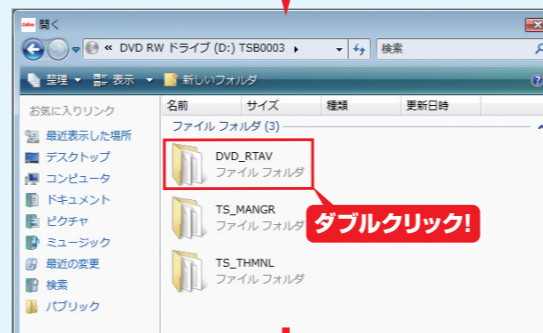 開く
« DVD RW ドライブ (D:) TSB0003 ▸
検索
整理 表示 新しいフォルダ
お気に入りリンク
最近表示した場所
デスクトップ
コンピュータ
ドキュメント
ピクチャ
ミュージック
最近の変更
検索
パブリック
名前 サイズ 種類 更新日時
ファイル フォルダ (3)
DVD_RTAV
ファイル フォルダ
TS_MANGR
ファイル フォルダ
ダブルクリック!
TS_THMNL
ファイル フォルダ